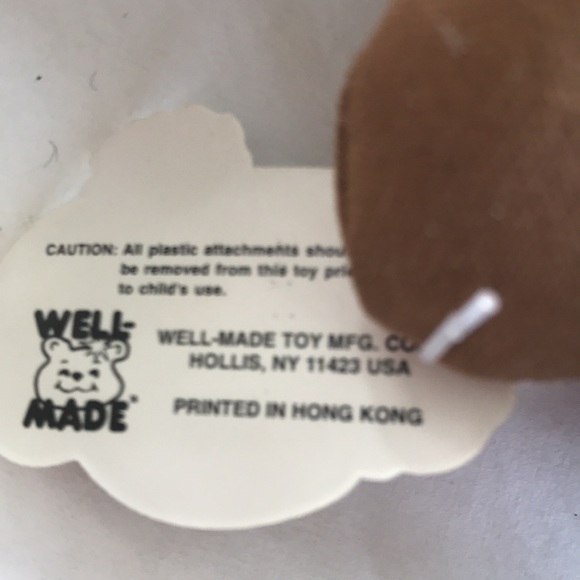 CAUTION: All plastic attachments
be removed from this toy
to child's use.
WELL-
MADE
WELL-MADE TOY MFG.
HOLLIS, NY 11423 USA
PRINTED IN HONG KONG